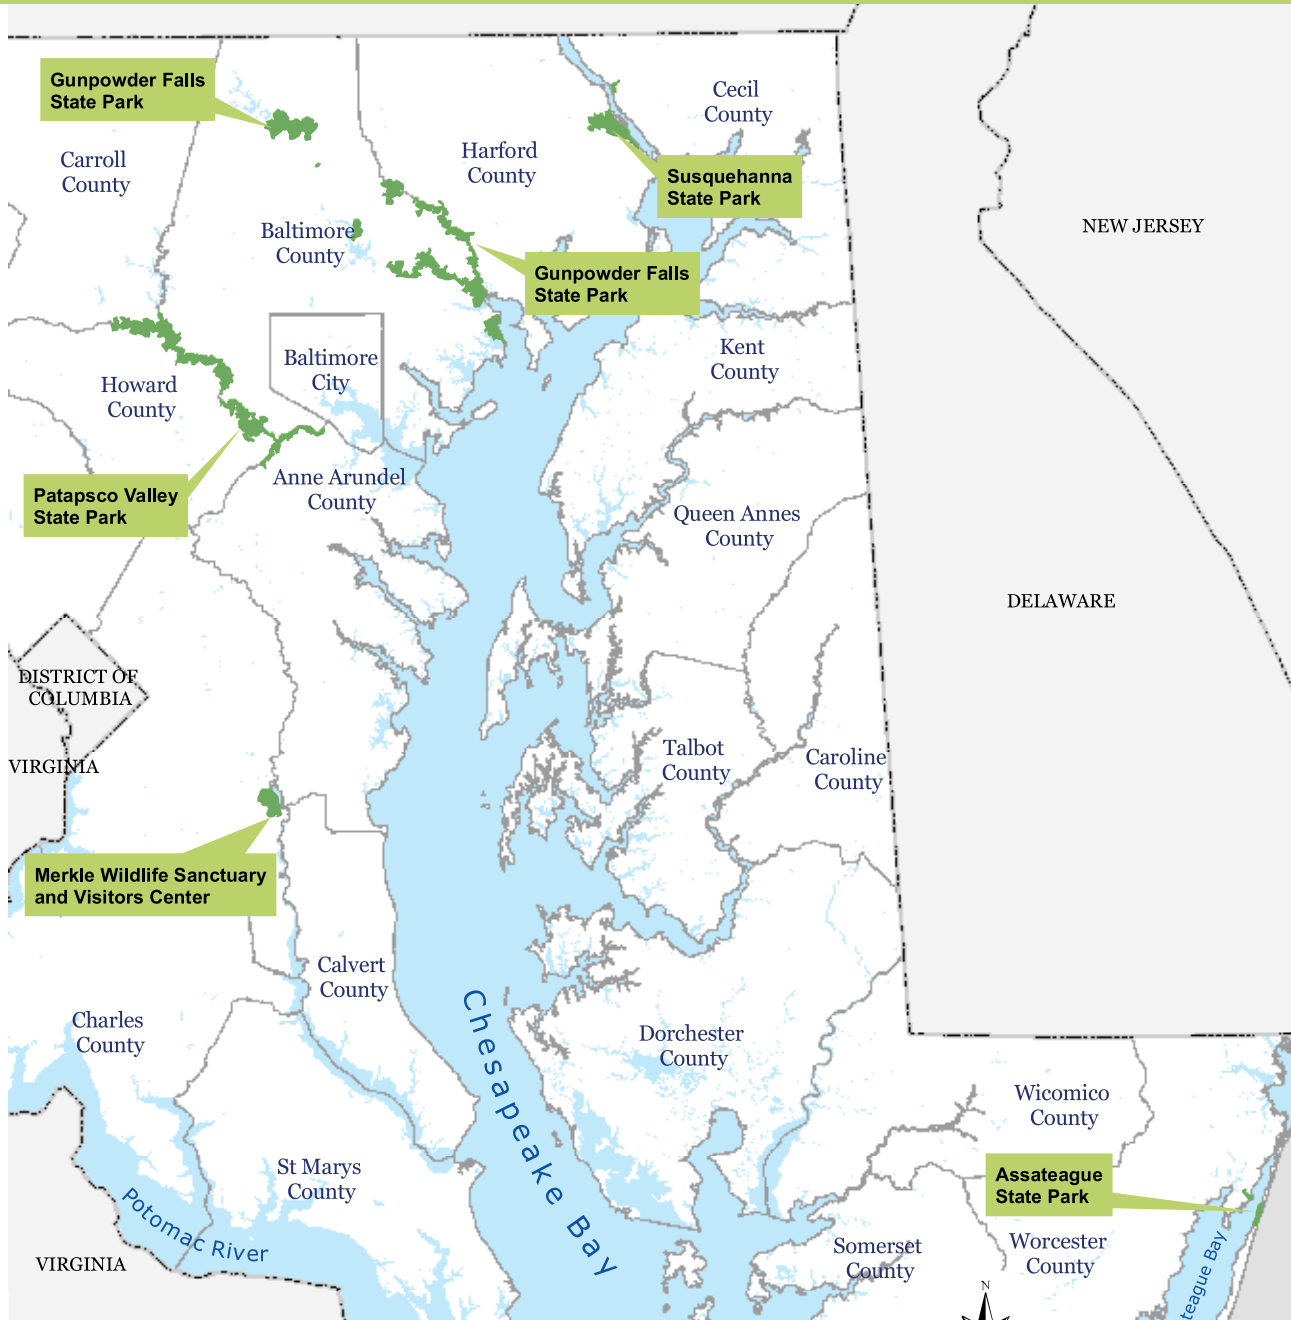 Gunpowder Falls
State Park
Cecil
County
Carroll
County
Harford
County
Susquehanna
State Park
NEW JERSEY
Baltimore
County
Gunpowder Falls
State Park
Baltimore
City
Kent
County
Howard
County
Anne Arundel
County
Patapsco Valley
State Park
Queen Annes
County
DELAWARE
DISTRICT OF
COLUMBIA
VIRGINIA
Talbot
County
Caroline
County
Merkle Wildlife Sanctuary
and Visitors Center
Calvert
County
Charles
County
Chesapeake Bay
Dorchester
County
Wicomico
County
St Marys
County
Assateague
State Park
Potomac River
VIRGINIA
Somerset
County
Worcester
County
teague Bay
N